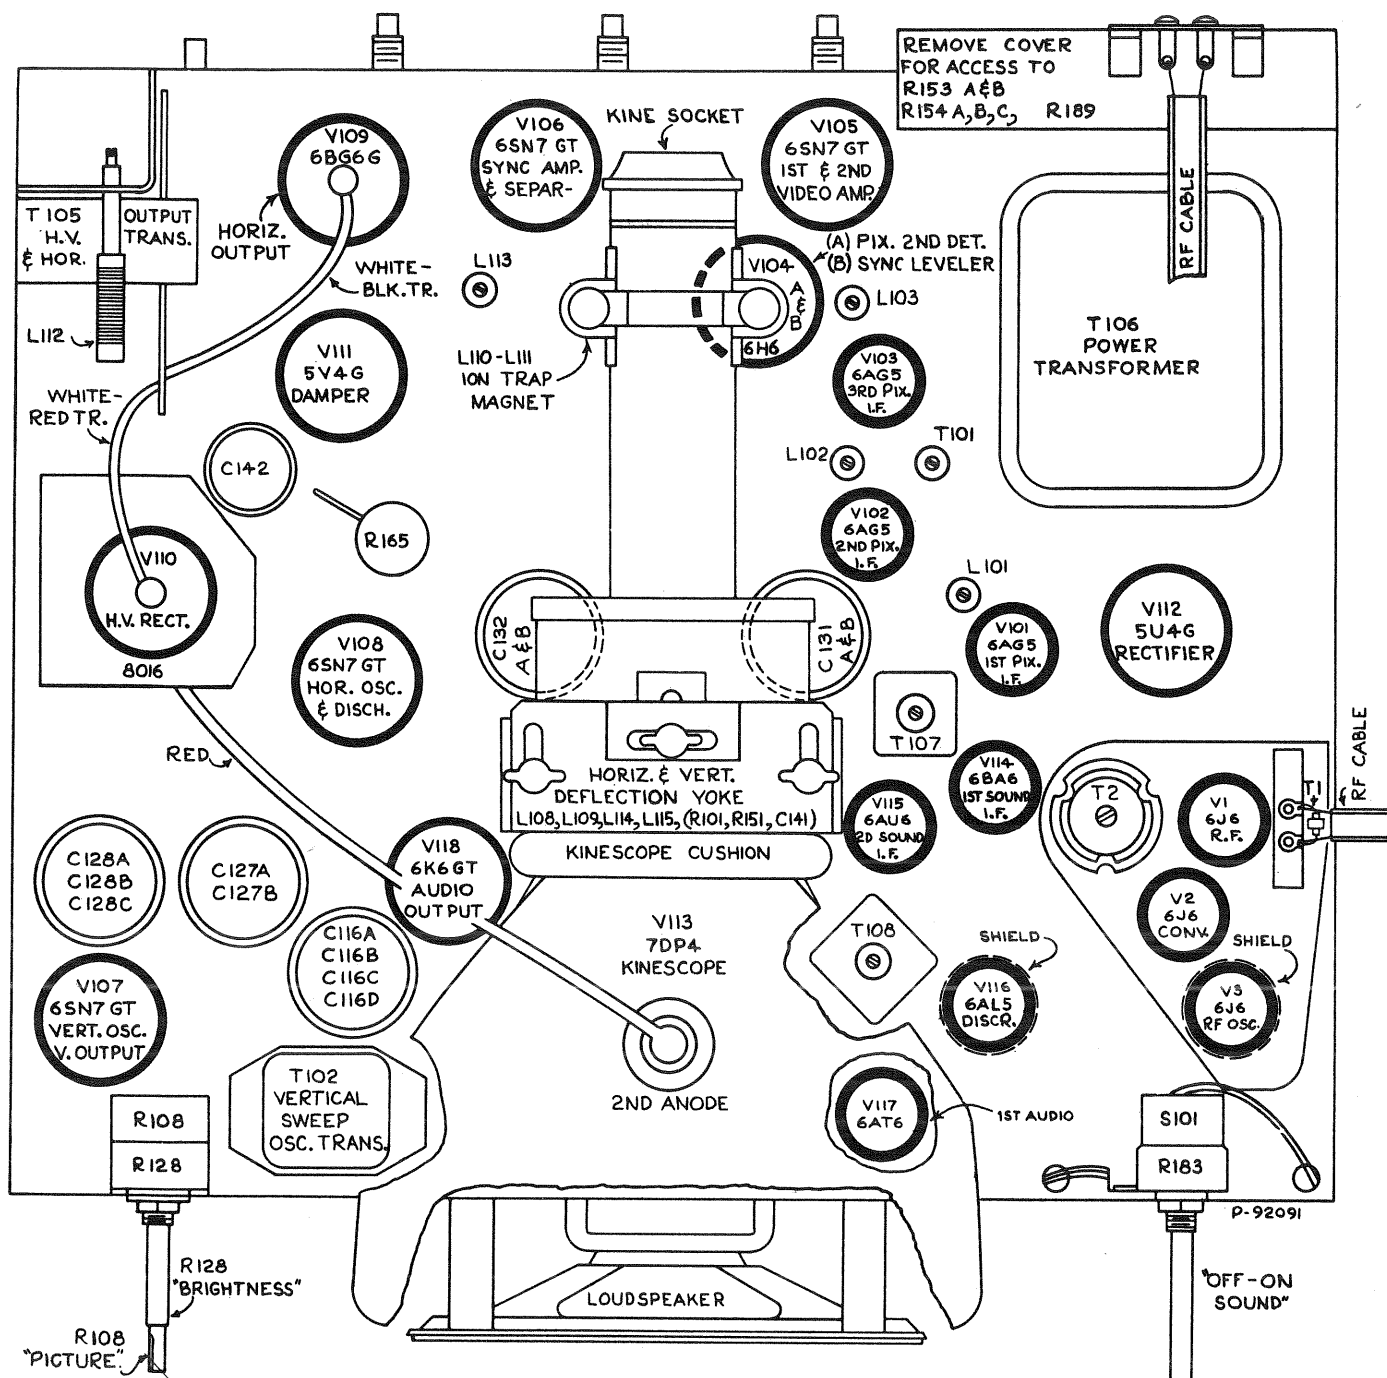 REMOVE COVER
FOR ACCESS TO
R153 A&B
R154 A,B,C, R189
RF CABLE
V109
6BG6G
HORIZ.
OUTPUT
V106
6SN7 GT
SYNC AMP.
& SEPAR-
KINE SOCKET
V105
6SN7 GT
1ST & 2ND
VIDEO AMP.
T105
H.V.
& HOR.
OUTPUT
TRANS.
L112
WHITE-
BLK.TR.
L113
V104
A
&
B
6H6
(A) PIX. 2ND DET.
(B) SYNC LEVELER
L103
T106
POWER
TRANSFORMER
V111
5V4G
DAMPER
L110-L111
ION TRAP
MAGNET
V103
6AG5
3RD PIX.
I.F.
WHITE-
RED TR.
C142
L102
T101
R165
V102
6AG5
2ND PIX.
I.F.
V110
H.V. RECT.
8016
L101
V101
6AG5
1ST PIX.
I.F.
V112
5U4G
RECTIFIER
V108
6SN7 GT
HOR. OSC.
& DISCH.
C132
A & B
C131
A & B
T107
RED
HORIZ. & VERT.
DEFLECTION YOKE
L108, L109, L114, L115, (R101, R151, C141)
V114
6BA6
1ST SOUND
I.F.
V115
6AU6
2D SOUND
I.F.
T2
V1
6J6
R.F.
T1
RF CABLE
C128A
C128B
C128C
C127A
C127B
V118
6K6GT
AUDIO
OUTPUT
KINESCOPE CUSHION
V2
6J6
CONV.
V113
7DP4
KINESCOPE
T108
SHIELD
V116
6AL5
DISCR.
SHIELD
V3
6J6
RF OSC.
C116A
C116B
C116C
C116D
V107
6SN7 GT
VERT. OSC.
V. OUTPUT
T102
VERTICAL
SWEEP
OSC. TRANS.
2ND ANODE
V117
6AT6
1ST AUDIO
R108
R128
S101
R183
P-92091
R128
"BRIGHTNESS"
R108
"PICTURE"
LOUDSPEAKER
"OFF-ON
SOUND"